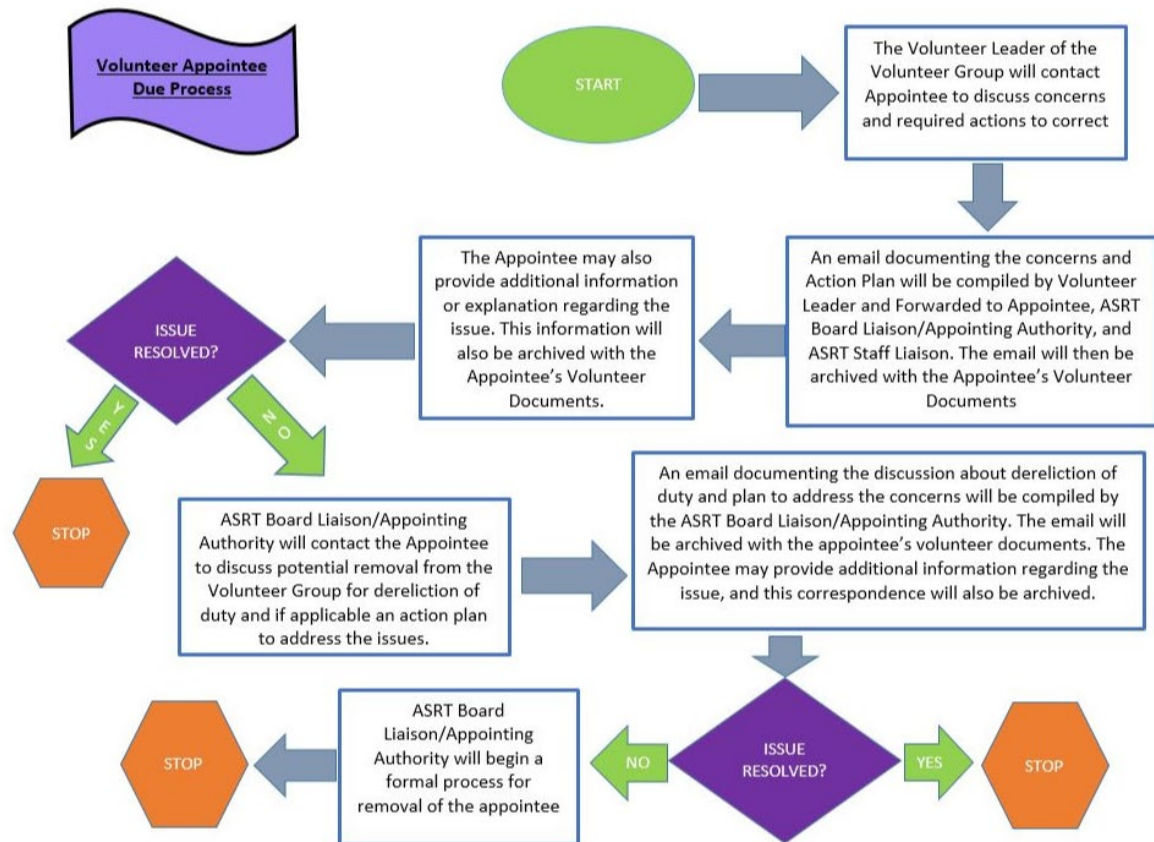 Volunteer Appointee
Due Process
START
The Volunteer Leader of the
Volunteer Group will contact
Appointee to discuss concerns
and required actions to correct
An email documenting the concerns and
Action Plan will be compiled by Volunteer
Leader and Forwarded to Appointee, ASRT
Board Liaison/Appointing Authority, and
ASRT Staff Liaison. The email will then be
archived with the Appointee’s Volunteer
Documents
The Appointee may also
provide additional information
or explanation regarding the
issue. This information will
also be archived with the
Appointee’s Volunteer
Documents.
ISSUE
RESOLVED?
YES
STOP
NO
ASRT Board Liaison/Appointing
Authority will contact the Appointee
to discuss potential removal from the
Volunteer Group for dereliction of
duty and if applicable an action plan
to address the issues.
An email documenting the discussion about dereliction of
duty and plan to address the concerns will be compiled by
the ASRT Board Liaison/Appointing Authority. The email will
be archived with the appointee’s volunteer documents. The
Appointee may provide additional information regarding the
issue, and this correspondence will also be archived.
ISSUE
RESOLVED?
YES
STOP
NO
ASRT Board
Liaison/Appointing
Authority will begin a
formal process for
removal of the appointee
STOP